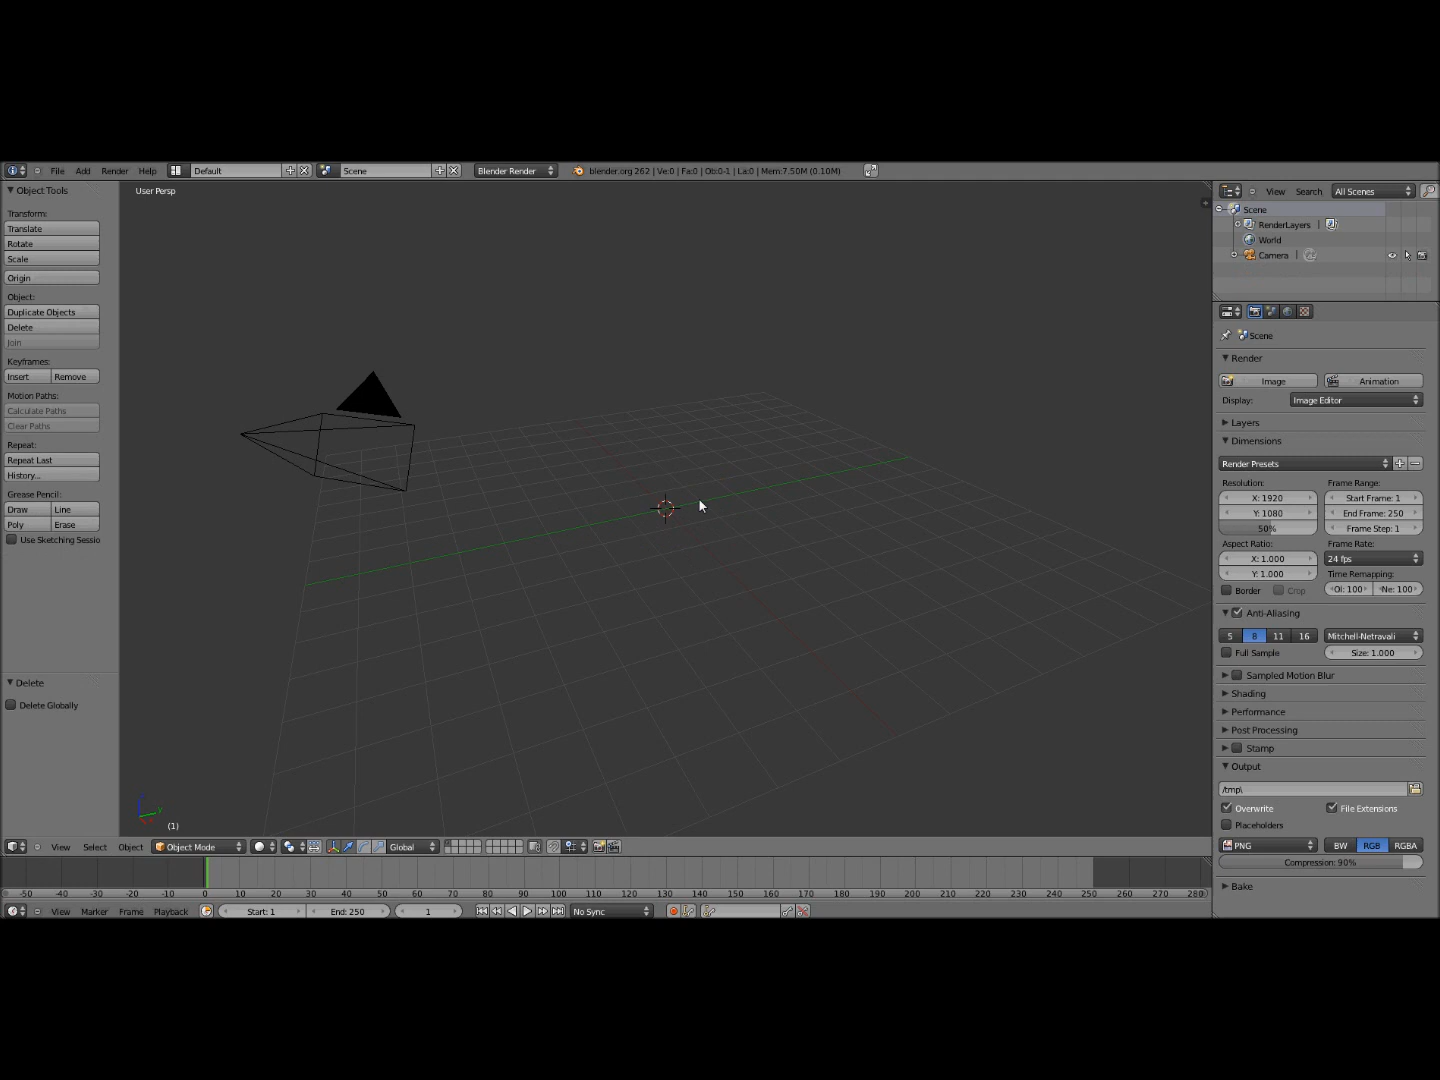 File Add Render Help Default Scene Blender Render blender.org 262 | Ve:0 | Fa:0 | Ob:0-1 | La:0 | Mem:7.50M (0.10M)
Object Tools
Transform:
Translate
Rotate
Scale
Origin
Object:
Duplicate Objects
Delete
Join
Keyframes:
Insert Remove
Motion Paths:
Calculate Paths
Clear Paths
Repeat:
Repeat Last
History...
Grease Pencil:
Draw Line
Poly Erase
Use Sketching Sessio
Delete
Delete Globally
User Persp
(1)
View Select Object Object Mode Global
-50 -40 -30 -20 -10 0 10 20 30 40 50 60 70 80 90 100 110 120 130 140 150 160 170 180 190 200 210 220 230 240 250 260 270 280
View Marker Frame Playback Start: 1 End: 250 1 No Sync
View Search All Scenes
Scene
RenderLayers |
World
Camera |
Scene
Render
Image Animation
Display: Image Editor
Layers
Dimensions
Render Presets
Resolution: Frame Range:
X: 1920 Start Frame: 1
Y: 1080 End Frame: 250
50% Frame Step: 1
Aspect Ratio: Frame Rate:
X: 1.000 24 fps
Y: 1.000 Time Remapping:
Border Crop Ol: 100 Ne: 100
Anti-Aliasing
5 8 11 16 Mitchell-Netravali
Full Sample Size: 1.000
Sampled Motion Blur
Shading
Performance
Post Processing
Stamp
Output
/tmp\
Overwrite File Extensions
Placeholders
PNG BW RGB RGBA
Compression: 90%
Bake